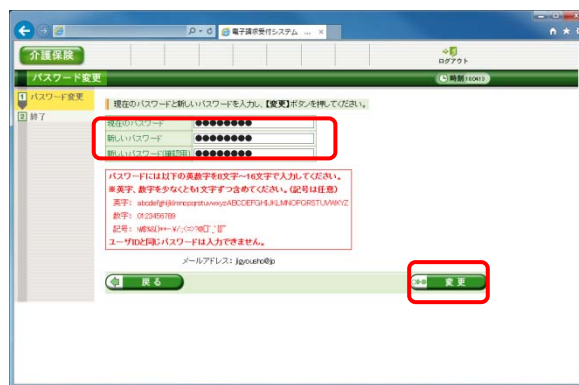 電子請求受付システム ...
介護保険
ログアウト
パスワード変更
1 パスワード変更
2 終了
現在のパスワードと新しいパスワードを入力し、【変更】ボタンを押してください。
現在のパスワード ●●●●●●●●
新しいパスワード ●●●●●●●●
新しいパスワード(確認用) ●●●●●●●●
パスワードには以下の英数字を8文字～16文字で入力してください。
※英字、数字を少なくとも1文字ずつ含めてください。(記号は任意)
英字:
数字: 0123456789
記号:
ユーザIDと同じパスワードは入力できません。
メールアドレス: jigyousho@jp
戻る
変更